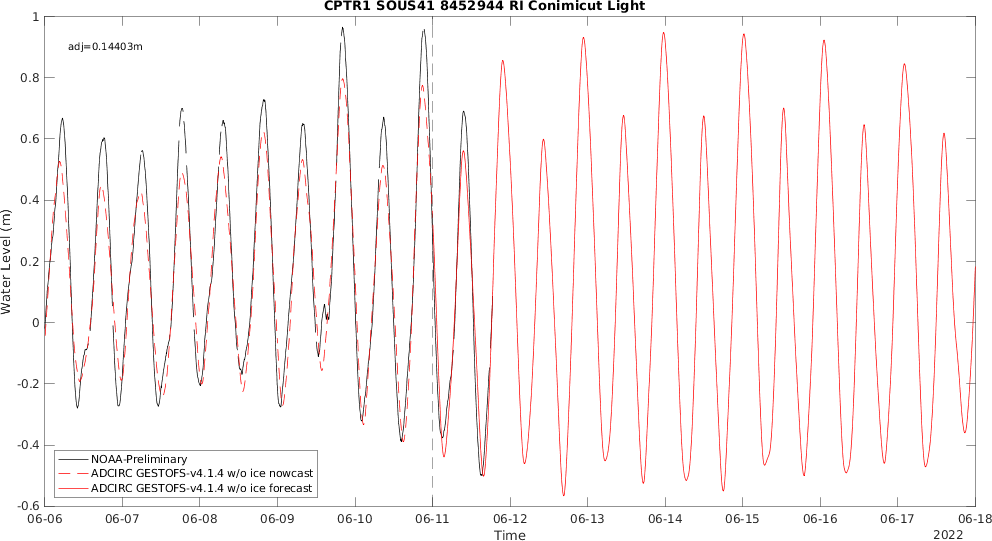 CPTR1 SOUS41 8452944 RI Conimicut Light
adj=0.14403m
Water Level (m)
1
0.8
0.6
0.4
0.2
0
-0.2
-0.4
-0.6
NOAA-Preliminary
ADCIRC GESTOFS-v4.1.4 w/o ice nowcast
ADCIRC GESTOFS-v4.1.4 w/o ice forecast
06-06 06-07 06-08 06-09 06-10 06-11 06-12 06-13 06-14 06-15 06-16 06-17 06-18
Time
2022